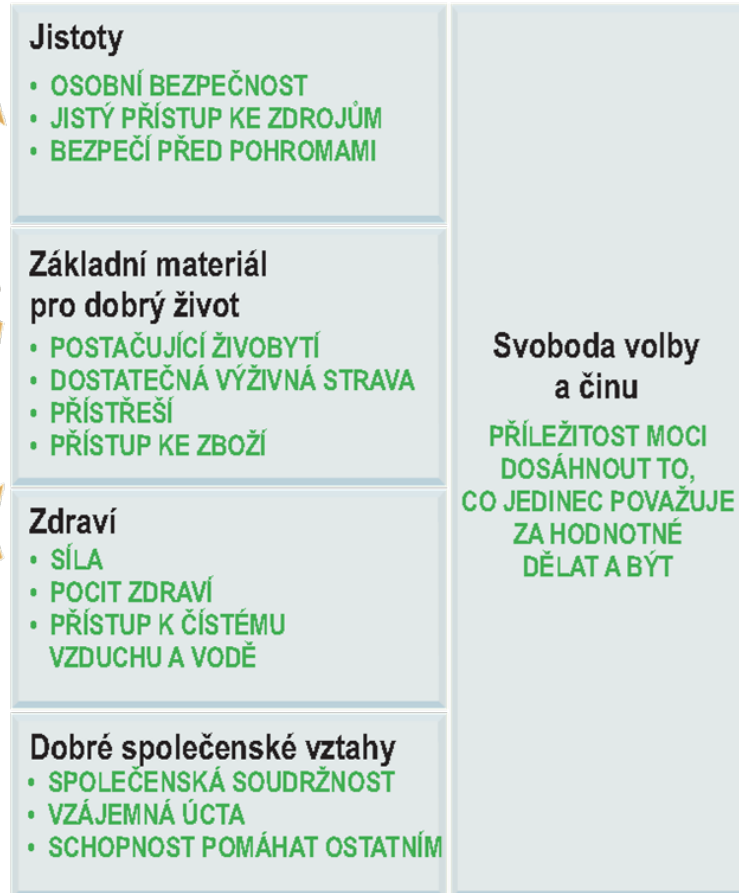 Jistoty
• OSOBNÍ BEZPEČNOST
• JISTÝ PŘÍSTUP KE ZDROJŮM
• BEZPEČÍ PŘED POHROMAMI
Základní materiál
pro dobrý život
• POSTAČUJÍCÍ ŽIVOBYTÍ
• DOSTATEČNÁ VÝŽIVNÁ STRAVA
• PŘÍSTŘEŠÍ
• PŘÍSTUP KE ZBOŽÍ
Zdraví
• SÍLA
• POCIT ZDRAVÍ
• PŘÍSTUP K ČÍSTÉMU
VZDUCHU A VODĚ
Dobré společenské vztahy
• SPOLEČENSKÁ SOUDRŽNOST
• VZÁJEMNÁ ÚCTA
• SCHOPNOST POMÁHAT OSTATNÍM
Svoboda volby
a činu
PŘÍLEŽITOST MOCI
DOSÁHNOUT TO,
CO JEDINEC POVAŽUJE
ZA HODNOTNÉ
DĚLAT A BÝT